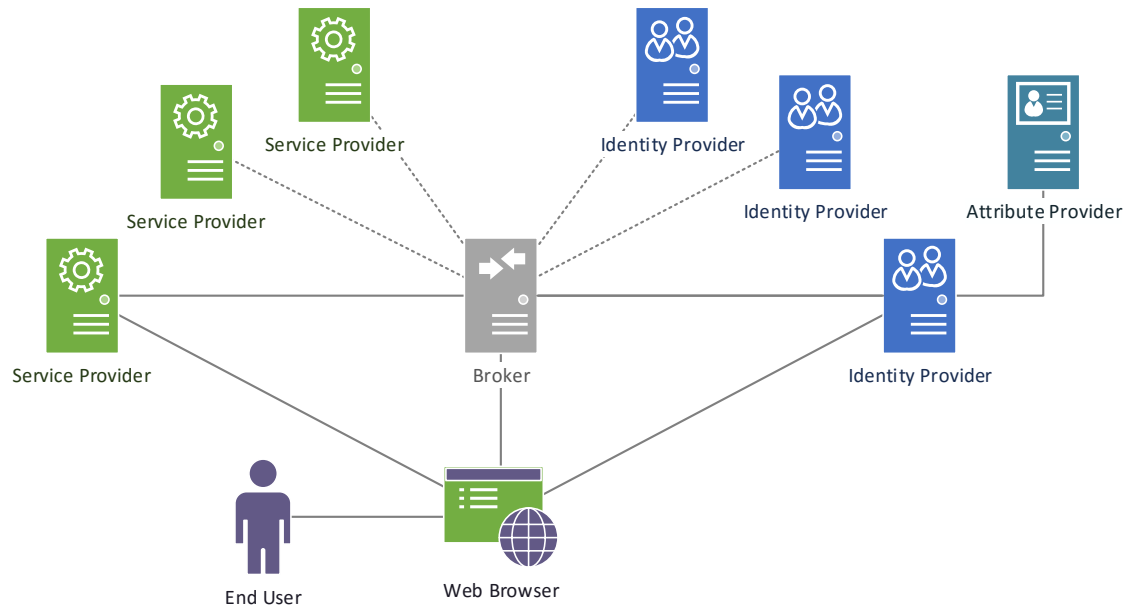 Service Provider
Identity Provider
Service Provider
Identity Provider
Attribute Provider
Service Provider
Broker
Identity Provider
End User
Web Browser